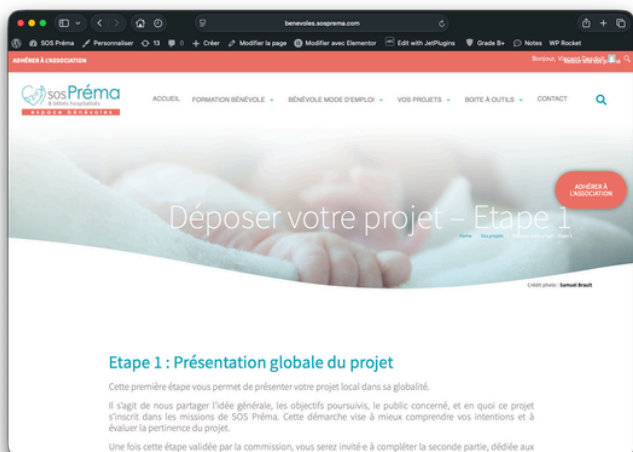 benevoles.sosprema.com
SOS Préma Personnaliser 13 0 + Créer Modifier la page Modifier avec Elementor Edit with JetPlugins Grade B+ Notes WP Rocket
ADHÉRER À L'ASSOCIATION
Bonjour,
sos Préma
& bébés hospitalisés
espace bénévoles
ACCUEIL FORMATION BÉNÉVOLE BÉNÉVOLE MODE D'EMPLOI VOS PROJETS BOITE À OUTILS CONTACT
ADHÉRER À
L'ASSOCIATION
Déposer votre projet – Etape 1
Home Vos projets
Crédit photo : Samuel Brault
Etape 1 : Présentation globale du projet
Cette première étape vous permet de présenter votre projet local dans sa globalité.
Il s'agit de nous partager l'idée générale, les objectifs poursuivis, le public concerné, et en quoi ce projet
s'inscrit dans les missions de SOS Préma. Cette démarche vise à mieux comprendre vos intentions et à
évaluer la pertinence du projet.
Une fois cette étape validée par la commission, vous serez invité·e à compléter la seconde partie, dédiée aux